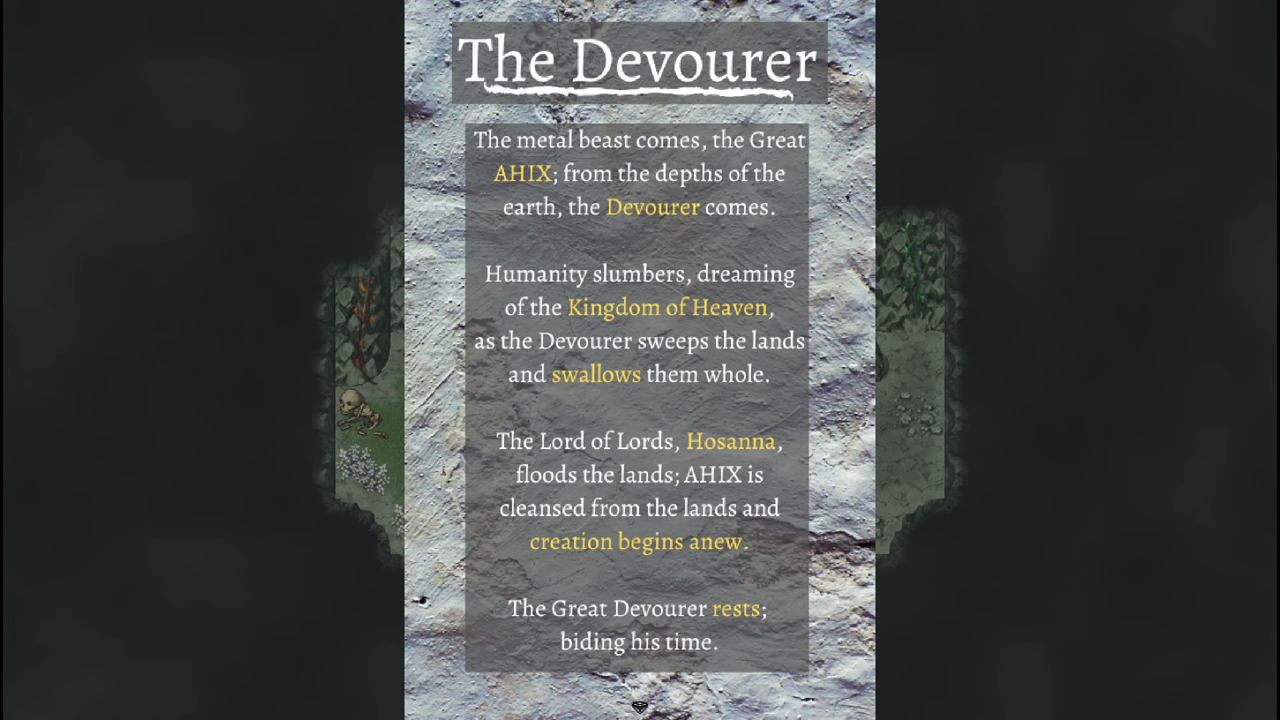 The Devourer
The metal beast comes, the Great
AHIX; from the depths of the
earth, the Devourer comes.
Humanity slumbers, dreaming
of the Kingdom of Heaven,
as the Devourer sweeps the lands
and swallows them whole.
The Lord of Lords, Hosanna,
floods the lands; AHIX is
cleansed from the lands and
creation begins anew.
The Great Devourer rests;
biding his time.